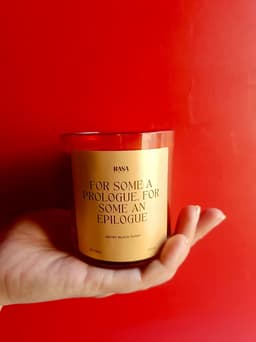 RASA
FOR SOME A
PROLOGUE, FOR
SOME AN
EPILOGUE